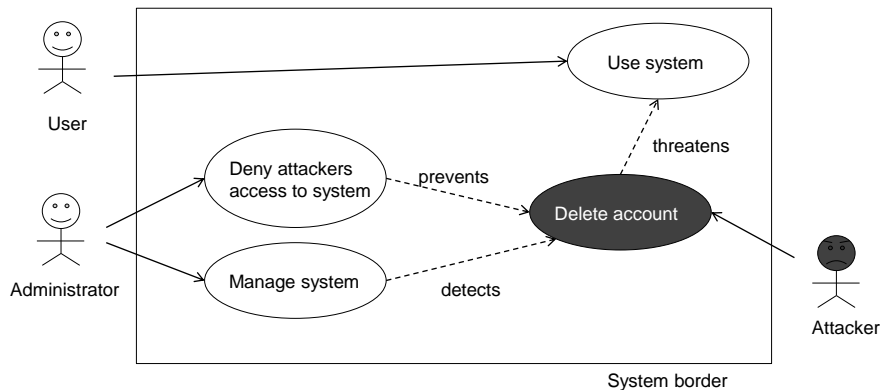 Use system
User
threatens
Deny attackers
access to system
prevents
Delete account
Administrator
Manage system
detects
Attacker
System border